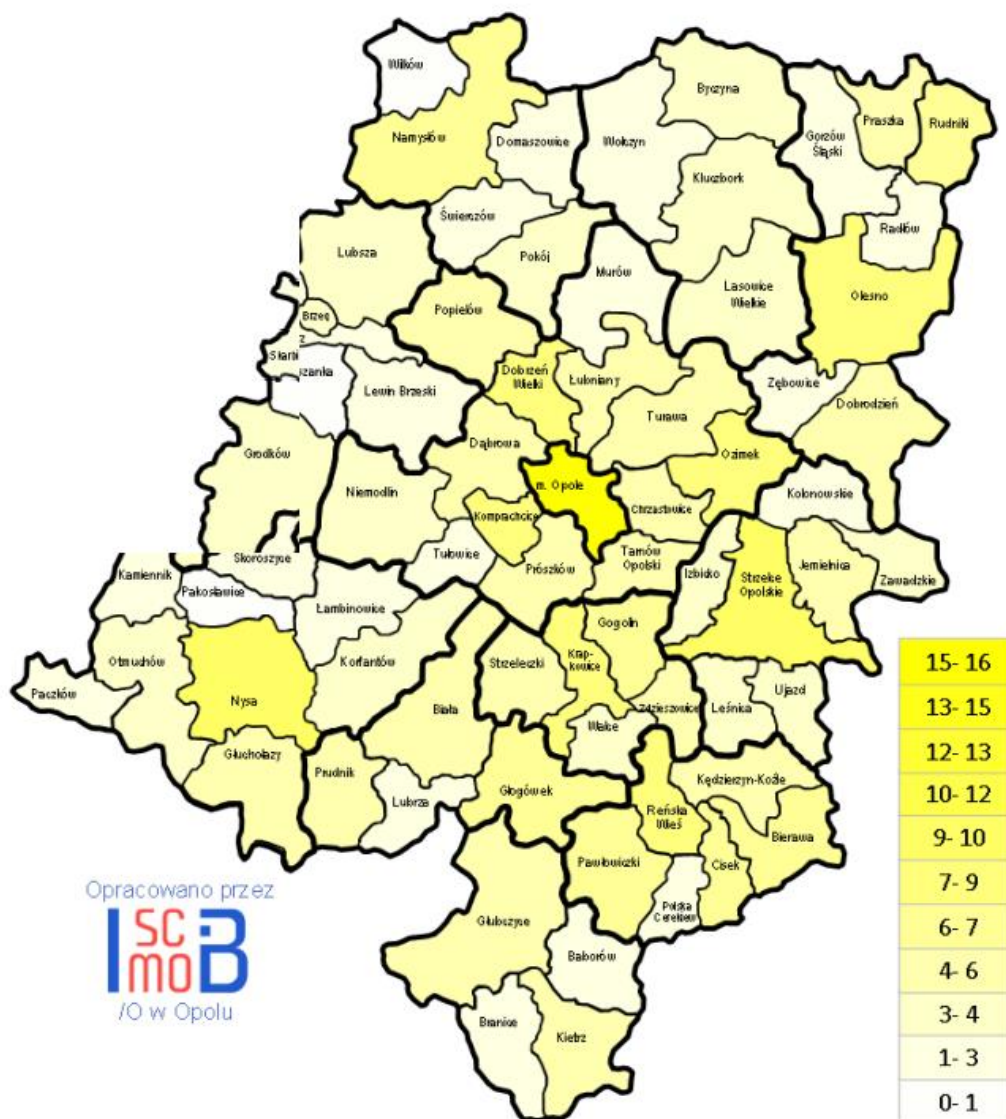 Wilków
Byczyna
Praszka
Rudniki
Namysłów
Domaszowice
Wołczyn
Gorzów
Śląski
Kluczbork
Świerczów
Radłów
Lubsza
Pokój
Murów
Lasowice
Wielkie
Olesno
Brzeg
Popielów
Skarbi
szanka
Lewin Brzeski
Dobrzeń
Wielki
Łubniany
Zębowice
Turawa
Dobrodzień
Dąbrowa
Grodków
Ozimek
Niemodlin
m. Opole
Kolonowskie
Komprachcice
Chrząstowice
Skoroszyce
Tułowice
Tarnów
Opolski
Kamiennik
Prószków
Izbicko
Strzelce
Opolskie
Jemielnica
Zawadzkie
Pakosławice
Łambinowice
Gogolin
Otmuchów
Korfantów
Strzeleczki
Krap-
kowice
Paczków
Nysa
Biała
Zdzieszowice
Leśnica
Ujazd
Walce
Głuchołazy
Prudnik
Lubrza
Głogówek
Kędzierzyn-Koźle
Reńska
Wieś
Bierawa
Pawłowiczki
Cisek
Polska
Cerekiew
Głubczyce
Baborów
Branice
Kietrz
Opracowano przez
ISCMOB
/O w Opolu
15- 16
13- 15
12- 13
10- 12
9- 10
7- 9
6- 7
4- 6
3- 4
1- 3
0- 1